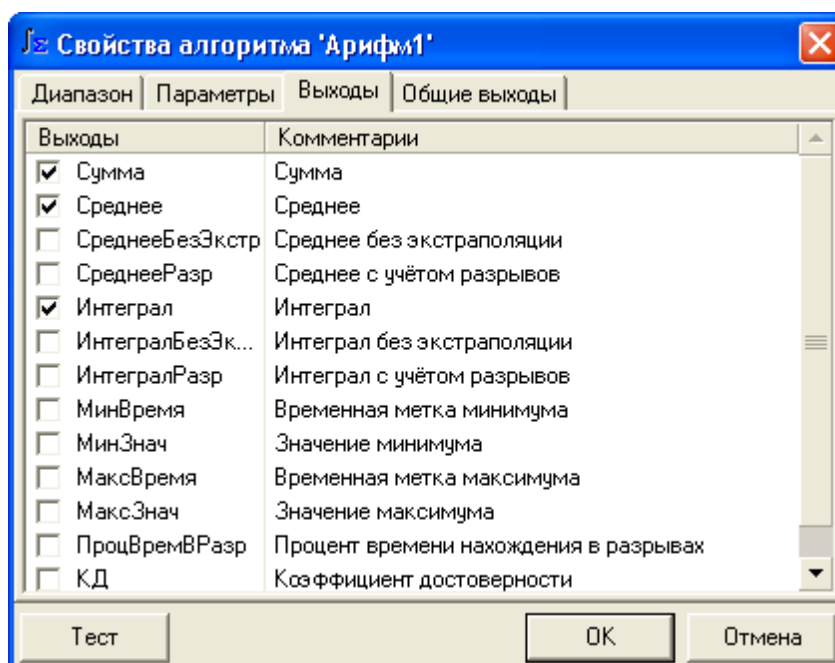 Свойства алгоритма 'Арифм1'
Диапазон Параметры Выходы Общие выходы
Выходы Комментарии
Сумма Сумма
Среднее Среднее
СреднееБезЭкстр Среднее без экстраполяции
СреднееРазр Среднее с учётом разрывов
Интеграл Интеграл
ИнтегралБезЭк... Интеграл без экстраполяции
ИнтегралРазр Интеграл с учётом разрывов
МинВремя Временная метка минимума
МинЗнач Значение минимума
МаксВремя Временная метка максимума
МаксЗнач Значение максимума
ПроцВремВРазр Процент времени нахождения в разрывах
КД Коэффициент достоверности
Тест OK Отмена